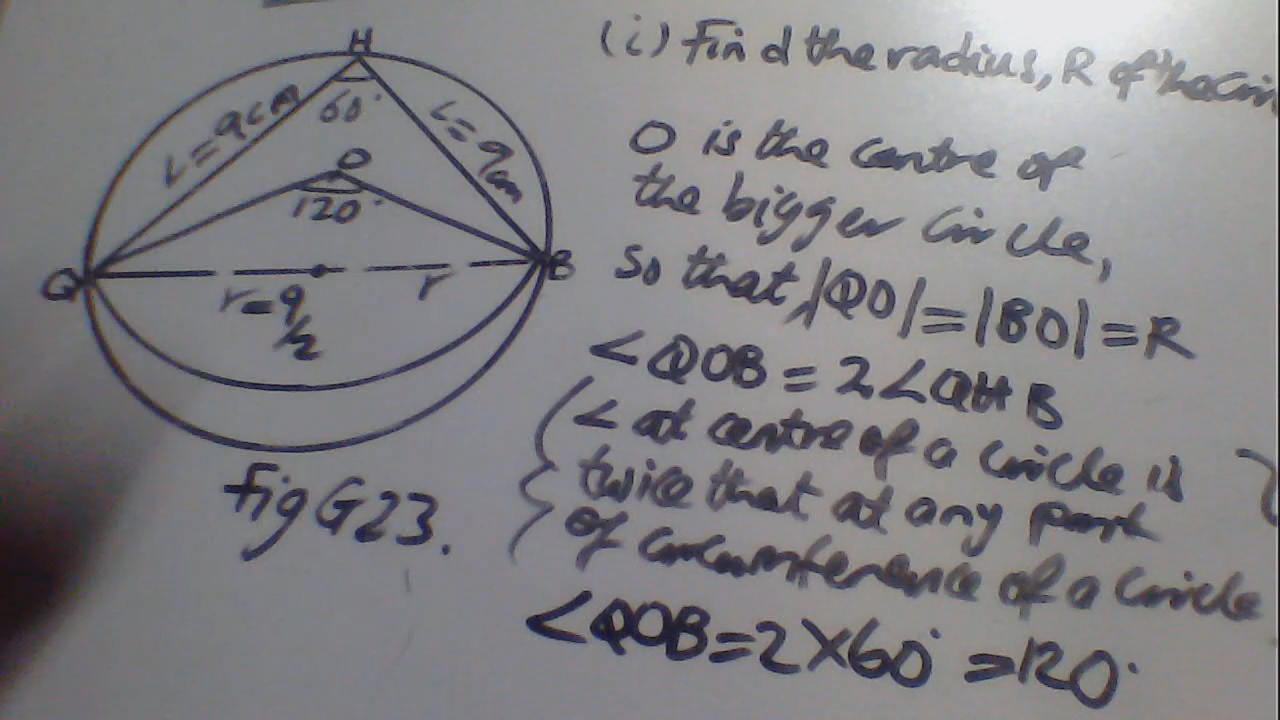 H
L=9cm
60°
L=9cm
O
120°
Q
B
r=9/2
r
Fig G23.
(i) Find the radius, R of the
O is the centre of
the bigger circle,
so that, |QO|=|BO|=R
<QOB = 2<QHB
< at centre of a circle is
twice that at any part
of circumference of a circle
<QOB=2X60° =120°